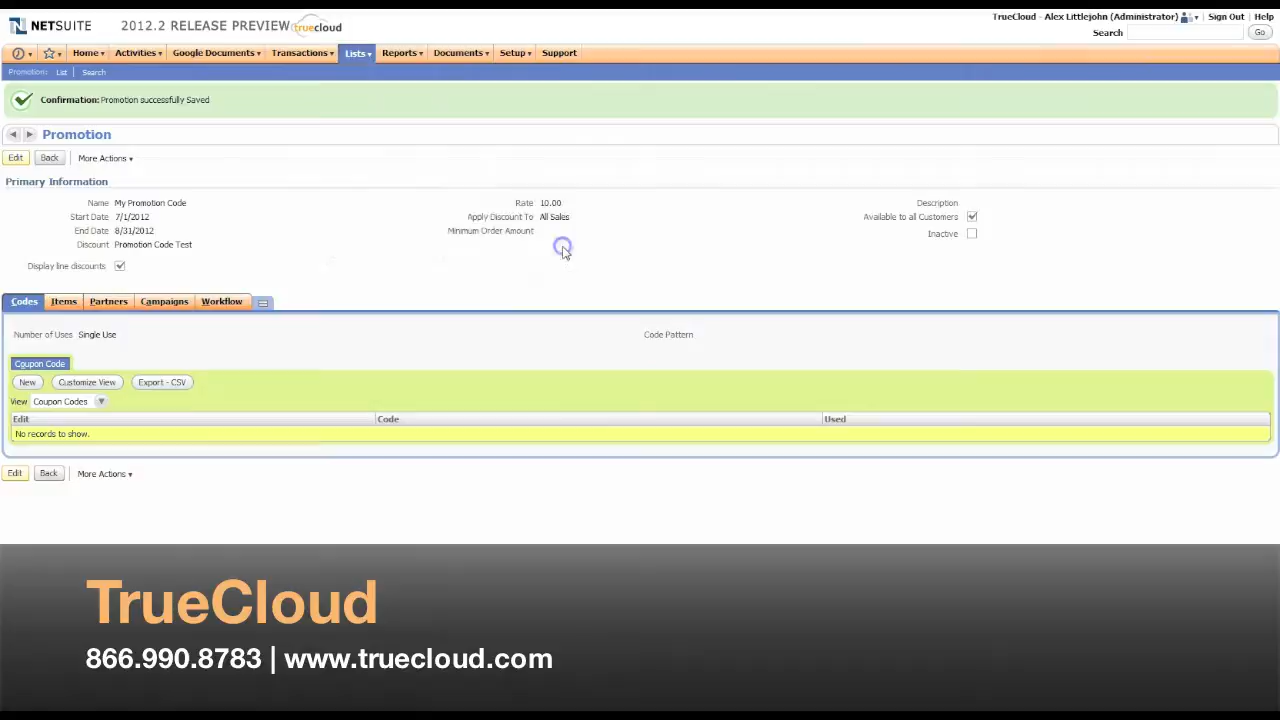 NETSUITE 2012.2 RELEASE PREVIEW truecloud TrueCloud - Alex Littlejohn (Administrator) Sign Out Help
Search Go
Home Activities Google Documents Transactions Lists Reports Documents Setup Support
Promotion: List Search
Confirmation: Promotion successfully Saved
Promotion
Edit Back More Actions
Primary Information
Name My Promotion Code Rate 10.00 Description
Start Date 7/1/2012 Apply Discount To All Sales Available to all Customers
End Date 8/31/2012 Minimum Order Amount Inactive
Discount Promotion Code Test
Display line discounts
Codes Items Partners Campaigns Workflow
Number of Uses Single Use Code Pattern
Coupon Code
New Customize View Export - CSV
View Coupon Codes
Edit Code Used
No records to show.
Edit Back More Actions
TrueCloud
866.990.8783 | www.truecloud.com